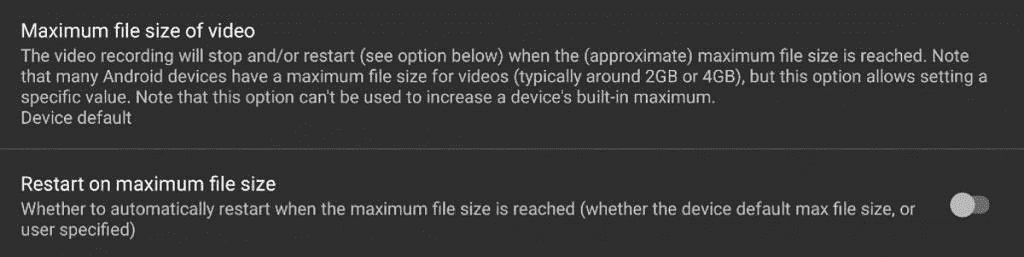 Maximum file size of video
The video recording will stop and/or restart (see option below) when the (approximate) maximum file size is reached. Note
that many Android devices have a maximum file size for videos (typically around 2GB or 4GB), but this option allows setting a
specific value. Note that this option can't be used to increase a device's built-in maximum.
Device default
Restart on maximum file size
Whether to automatically restart when the maximum file size is reached (whether the device default max file size, or
user specified)